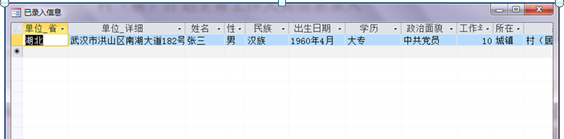 已录入信息
单位_省 单位_详细 姓名 性 民族 出生日期 学历 政治面貌 工作 所在
湖北 武汉市洪山区南湖大道182号 张三 男 汉族 1960年4月 大专 中共党员 10 城镇 村（居